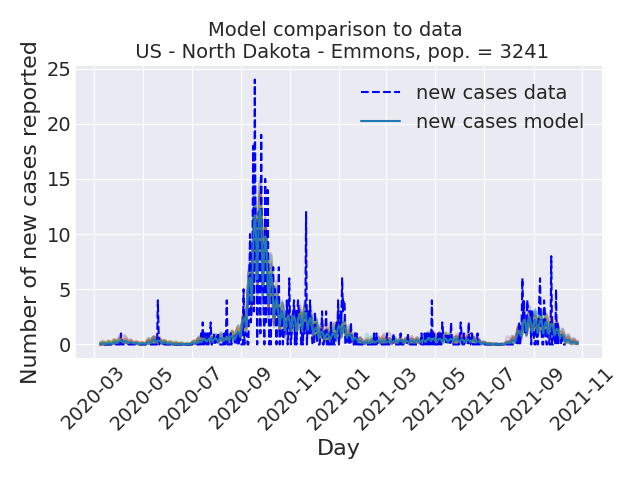 Model comparison to data
US - North Dakota - Emmons, pop. = 3241
Number of new cases reported
25
20
15
10
5
0
new cases data
new cases model
2020-03
2020-05
2020-07
2020-09
2020-11
2021-01
2021-03
2021-05
2021-07
2021-09
2021-11
Day